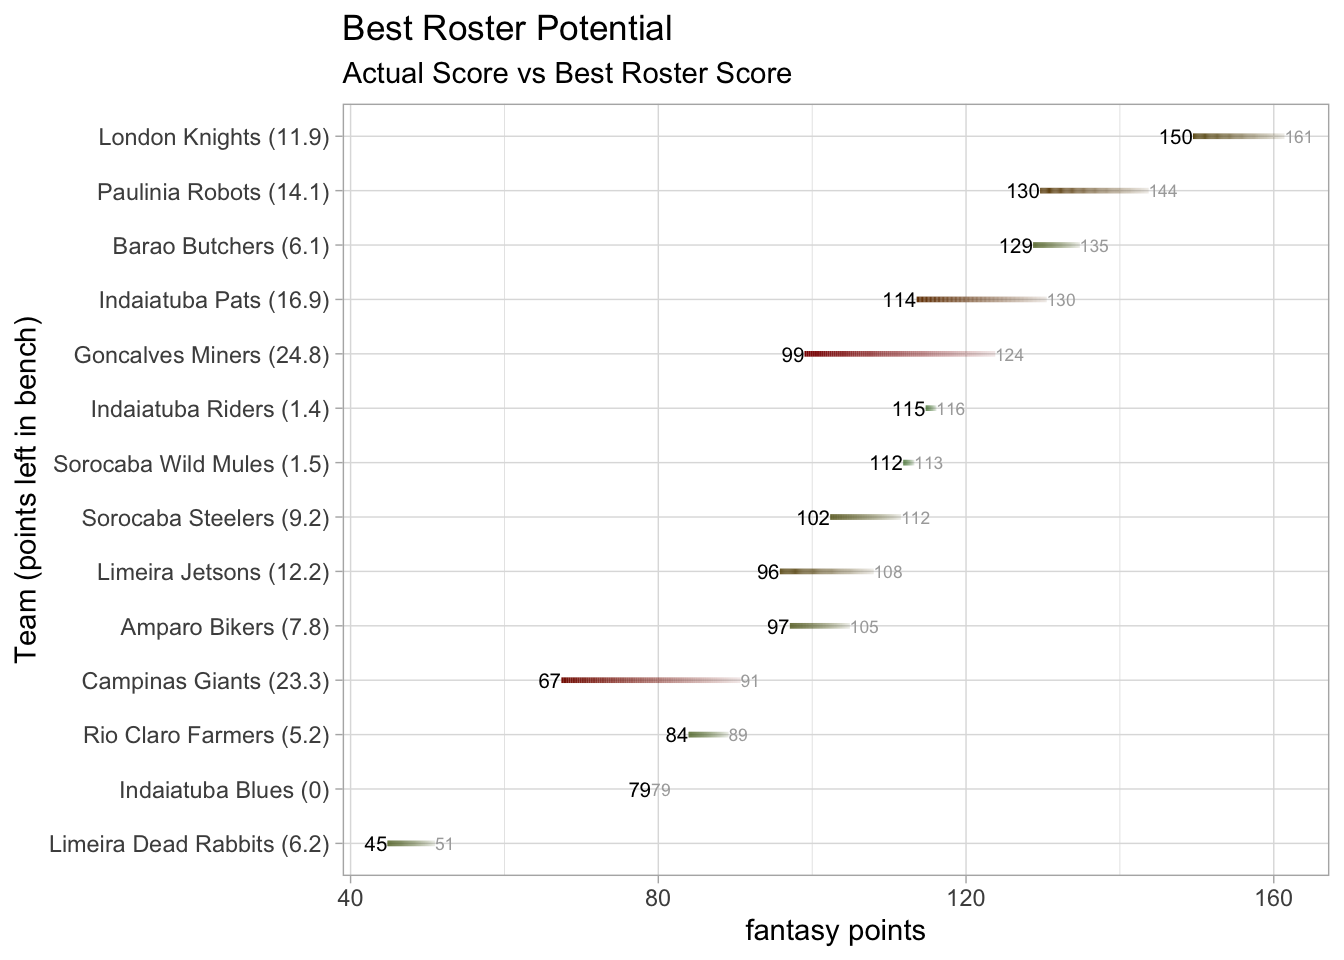 Best Roster Potential
Actual Score vs Best Roster Score
Team (points left in bench)
London Knights (11.9) 150 161
Paulinia Robots (14.1) 130 144
Barao Butchers (6.1) 129 135
Indaiatuba Pats (16.9) 114 130
Goncalves Miners (24.8) 99 124
Indaiatuba Riders (1.4) 115 116
Sorocaba Wild Mules (1.5) 112 113
Sorocaba Steelers (9.2) 102 112
Limeira Jetsons (12.2) 96 108
Amparo Bikers (7.8) 97 105
Campinas Giants (23.3) 67 91
Rio Claro Farmers (5.2) 84 89
Indaiatuba Blues (0) 79 79
Limeira Dead Rabbits (6.2) 45 51
40 80 120 160
fantasy points